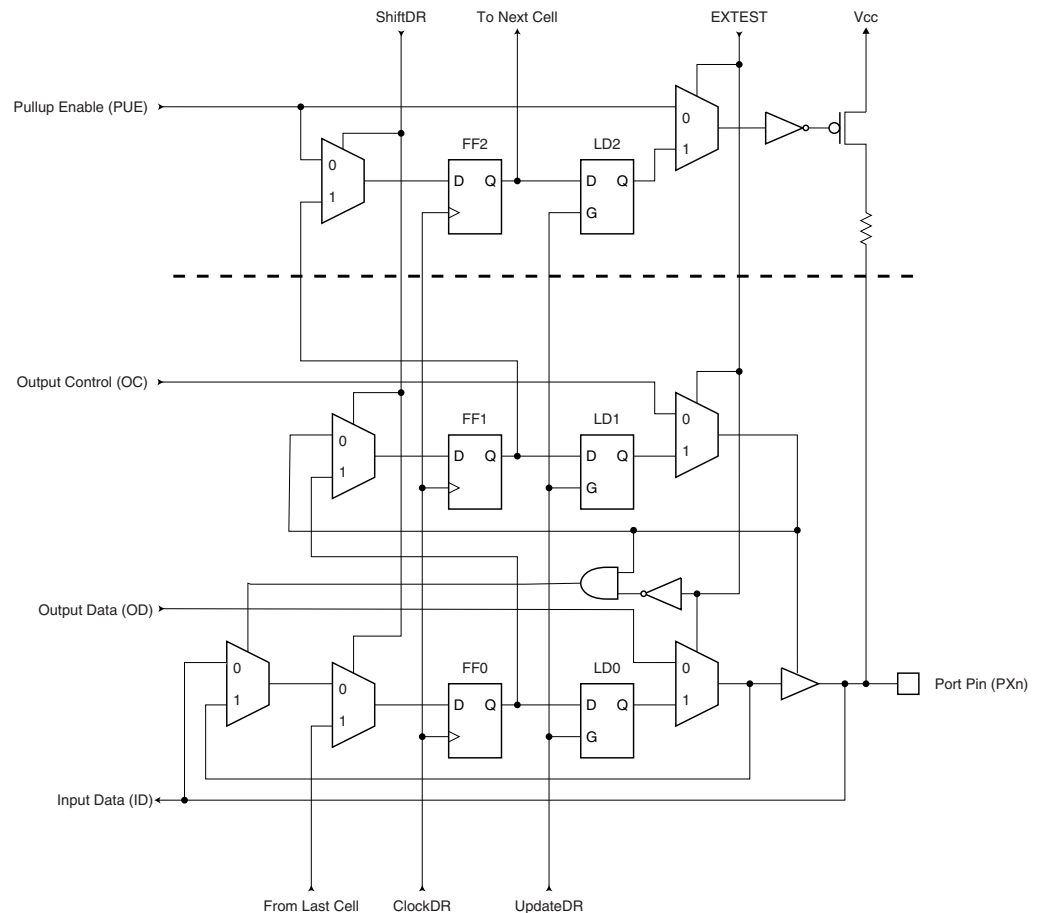 ShiftDR
To Next Cell
EXTEST
Vcc
Pullup Enable (PUE)
0
1
FF2
D Q
LD2
D Q
G
0
1
Output Control (OC)
0
1
FF1
D Q
LD1
D Q
G
0
1
Output Data (OD)
0
1
0
1
FF0
D Q
LD0
D Q
G
0
1
Port Pin (PXn)
Input Data (ID)
From Last Cell
ClockDR
UpdateDR